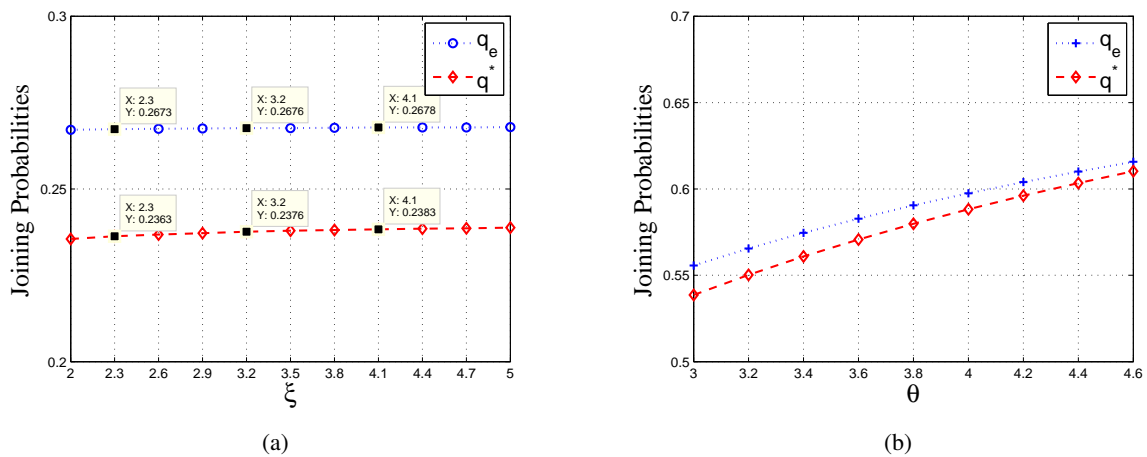 0.3
0.25
0.2
Joining Probabilities
q_e
q^*
X: 2.3
Y: 0.2673
X: 3.2
Y: 0.2676
X: 4.1
Y: 0.2678
X: 2.3
Y: 0.2363
X: 3.2
Y: 0.2376
X: 4.1
Y: 0.2383
2 2.3 2.6 2.9 3.2 3.5 3.8 4.1 4.4 4.7 5
ξ
(a)
0.7
0.65
0.6
0.55
0.5
Joining Probabilities
q_e
q^*
3 3.2 3.4 3.6 3.8 4 4.2 4.4 4.6
θ
(b)